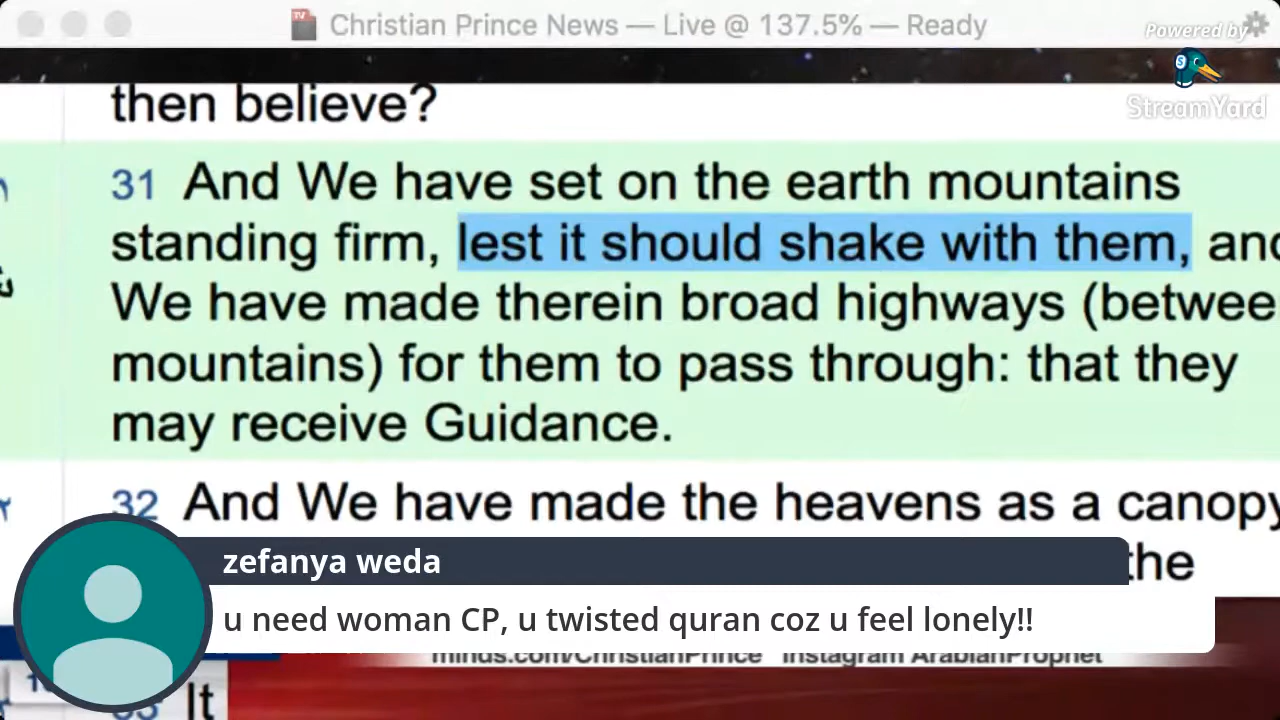 Christian Prince News — Live @ 137.5% — Ready
Powered by
StreamYard
then believe?
31 And We have set on the earth mountains
standing firm, lest it should shake with them, and
We have made therein broad highways (between
mountains) for them to pass through: that they
may receive Guidance.
32 And We have made the heavens as a canopy
the
zefanya weda
u need woman CP, u twisted quran coz u feel lonely!!
minds.com/ChristianPrince Instagram ArabianProphet
It